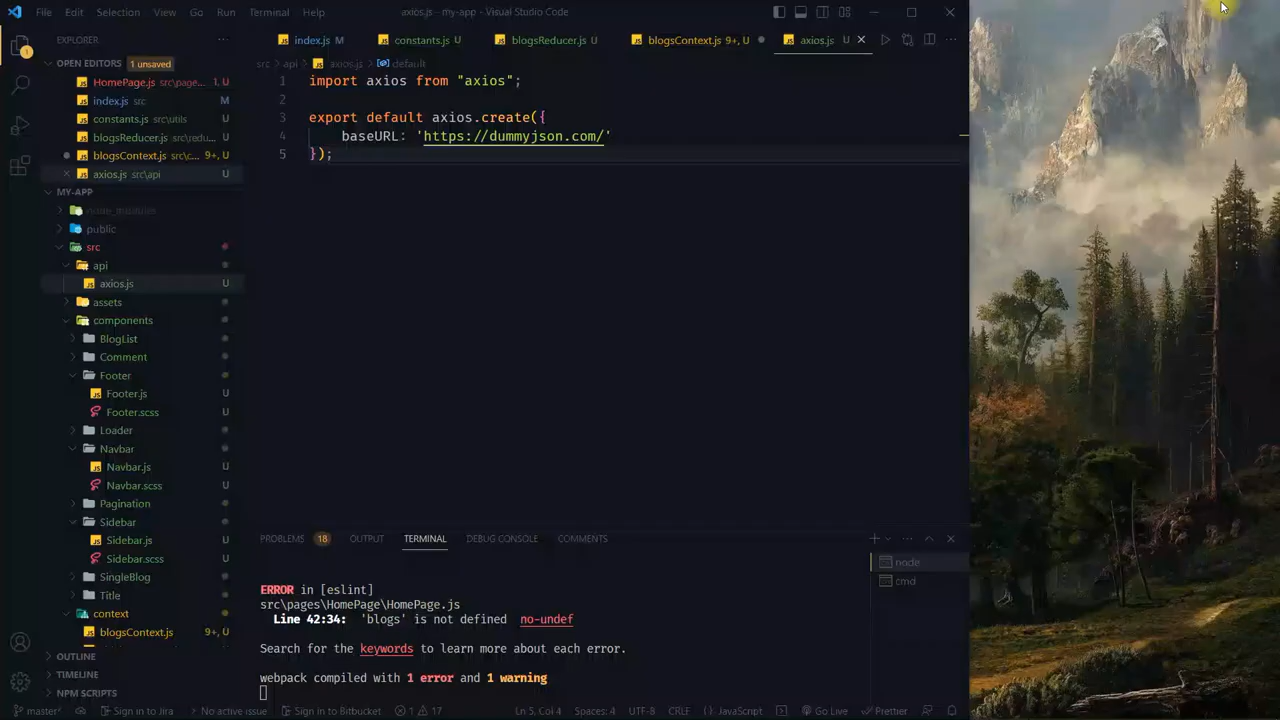 File Edit Selection View Go Run Terminal Help axios.js - my-app - Visual Studio Code
EXPLORER
OPEN EDITORS 1 unsaved
HomePage.js src\page... 1, U
index.js src M
constants.js src\utils U
blogsReducer.js src\redu... U
blogsContext.js src\c... 9+, U
axios.js src\api U
MY-APP
node_modules
public
src
api
axios.js U
assets
components
BlogList
Comment
Footer
Footer.js U
Footer.scss U
Loader
Navbar
Navbar.js U
Navbar.scss U
Pagination
Sidebar
Sidebar.js U
Sidebar.scss U
SingleBlog
Title
context
blogsContext.js 9+, U
OUTLINE
TIMELINE
NPM SCRIPTS
index.js M constants.js U blogsReducer.js U blogsContext.js 9+, U axios.js U
src > api > axios.js > default
1 import axios from "axios";
2
3 export default axios.create({
4 baseURL: 'https://dummyjson.com/'
5 });
PROBLEMS 18 OUTPUT TERMINAL DEBUG CONSOLE COMMENTS
node
cmd
ERROR in [eslint]
src\pages\HomePage\HomePage.js
Line 42:34: 'blogs' is not defined no-undef
Search for the keywords to learn more about each error.
webpack compiled with 1 error and 1 warning
master* Sign in to Jira No active issue Sign in to Bitbucket 1 17 Ln 5, Col 4 Spaces: 4 UTF-8 CRLF JavaScript Go Live Prettier